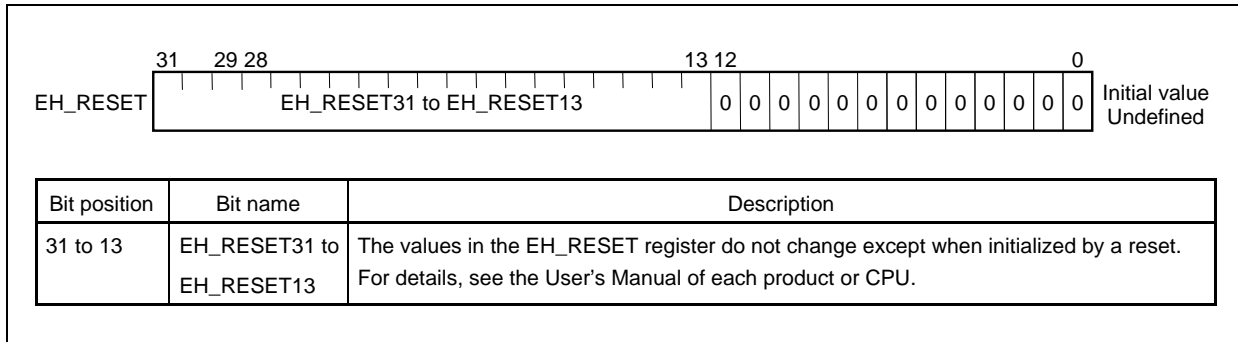 31 29 28 13 12 0
EH_RESET EH_RESET31 to EH_RESET13 0 0 0 0 0 0 0 0 0 0 0 0 0 Initial value
Undefined
Bit position Bit name Description
31 to 13 EH_RESET31 to The values in the EH_RESET register do not change except when initialized by a reset.
EH_RESET13 For details, see the User's Manual of each product or CPU.